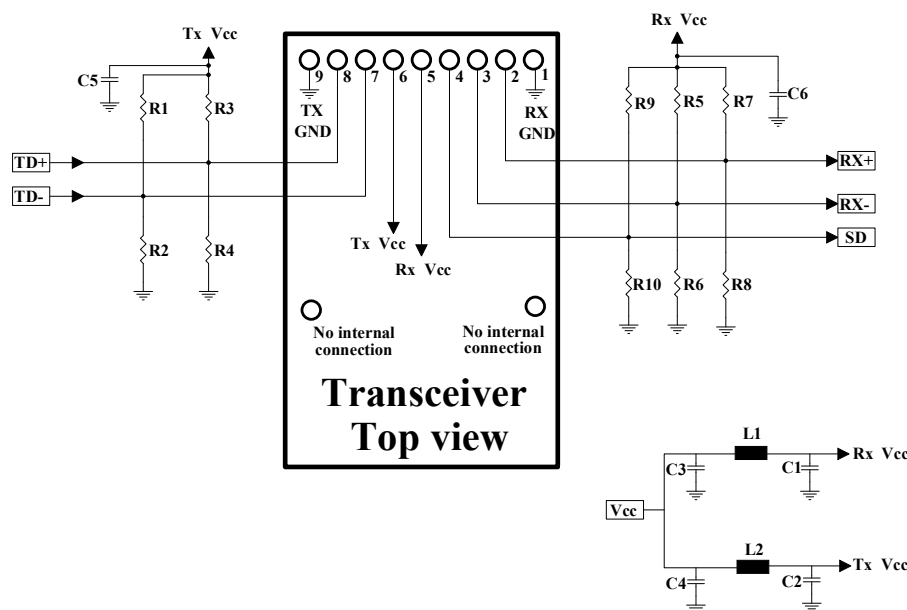 Tx Vcc
C5
R1
R3
TD+
TD-
R2
R4
9
8
7
6
5
4
3
2
1
TX
GND
RX
GND
Tx Vcc
Rx Vcc
No internal
connection
No internal
connection
Transceiver
Top view
Rx Vcc
R9
R5
R7
C6
RX+
RX-
SD
R10
R6
R8
L1
C3
C1
Rx Vcc
Vcc
L2
C4
C2
Tx Vcc